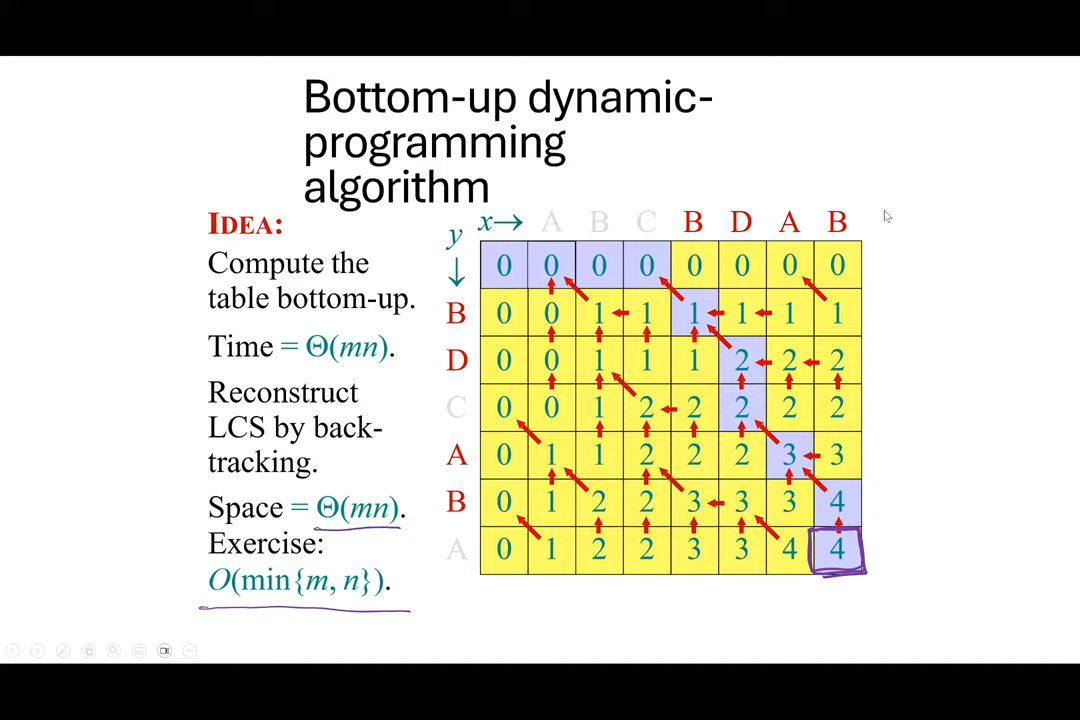 Bottom-up dynamic-
programming
algorithm
IDEA:
Compute the
table bottom-up.
Time = Θ(mn).
Reconstruct
LCS by back-
tracking.
Space = Θ(mn).
Exercise:
O(min{m, n}).
x→ A B C B D A B
y ↓
0 0 0 0 0 0 0 0
B 0 0 1 1 1 1 1 1
D 0 0 1 1 1 2 2 2
C 0 0 1 2 2 2 2 2
A 0 1 1 2 2 2 3 3
B 0 1 2 2 3 3 3 4
A 0 1 2 2 3 3 4 4